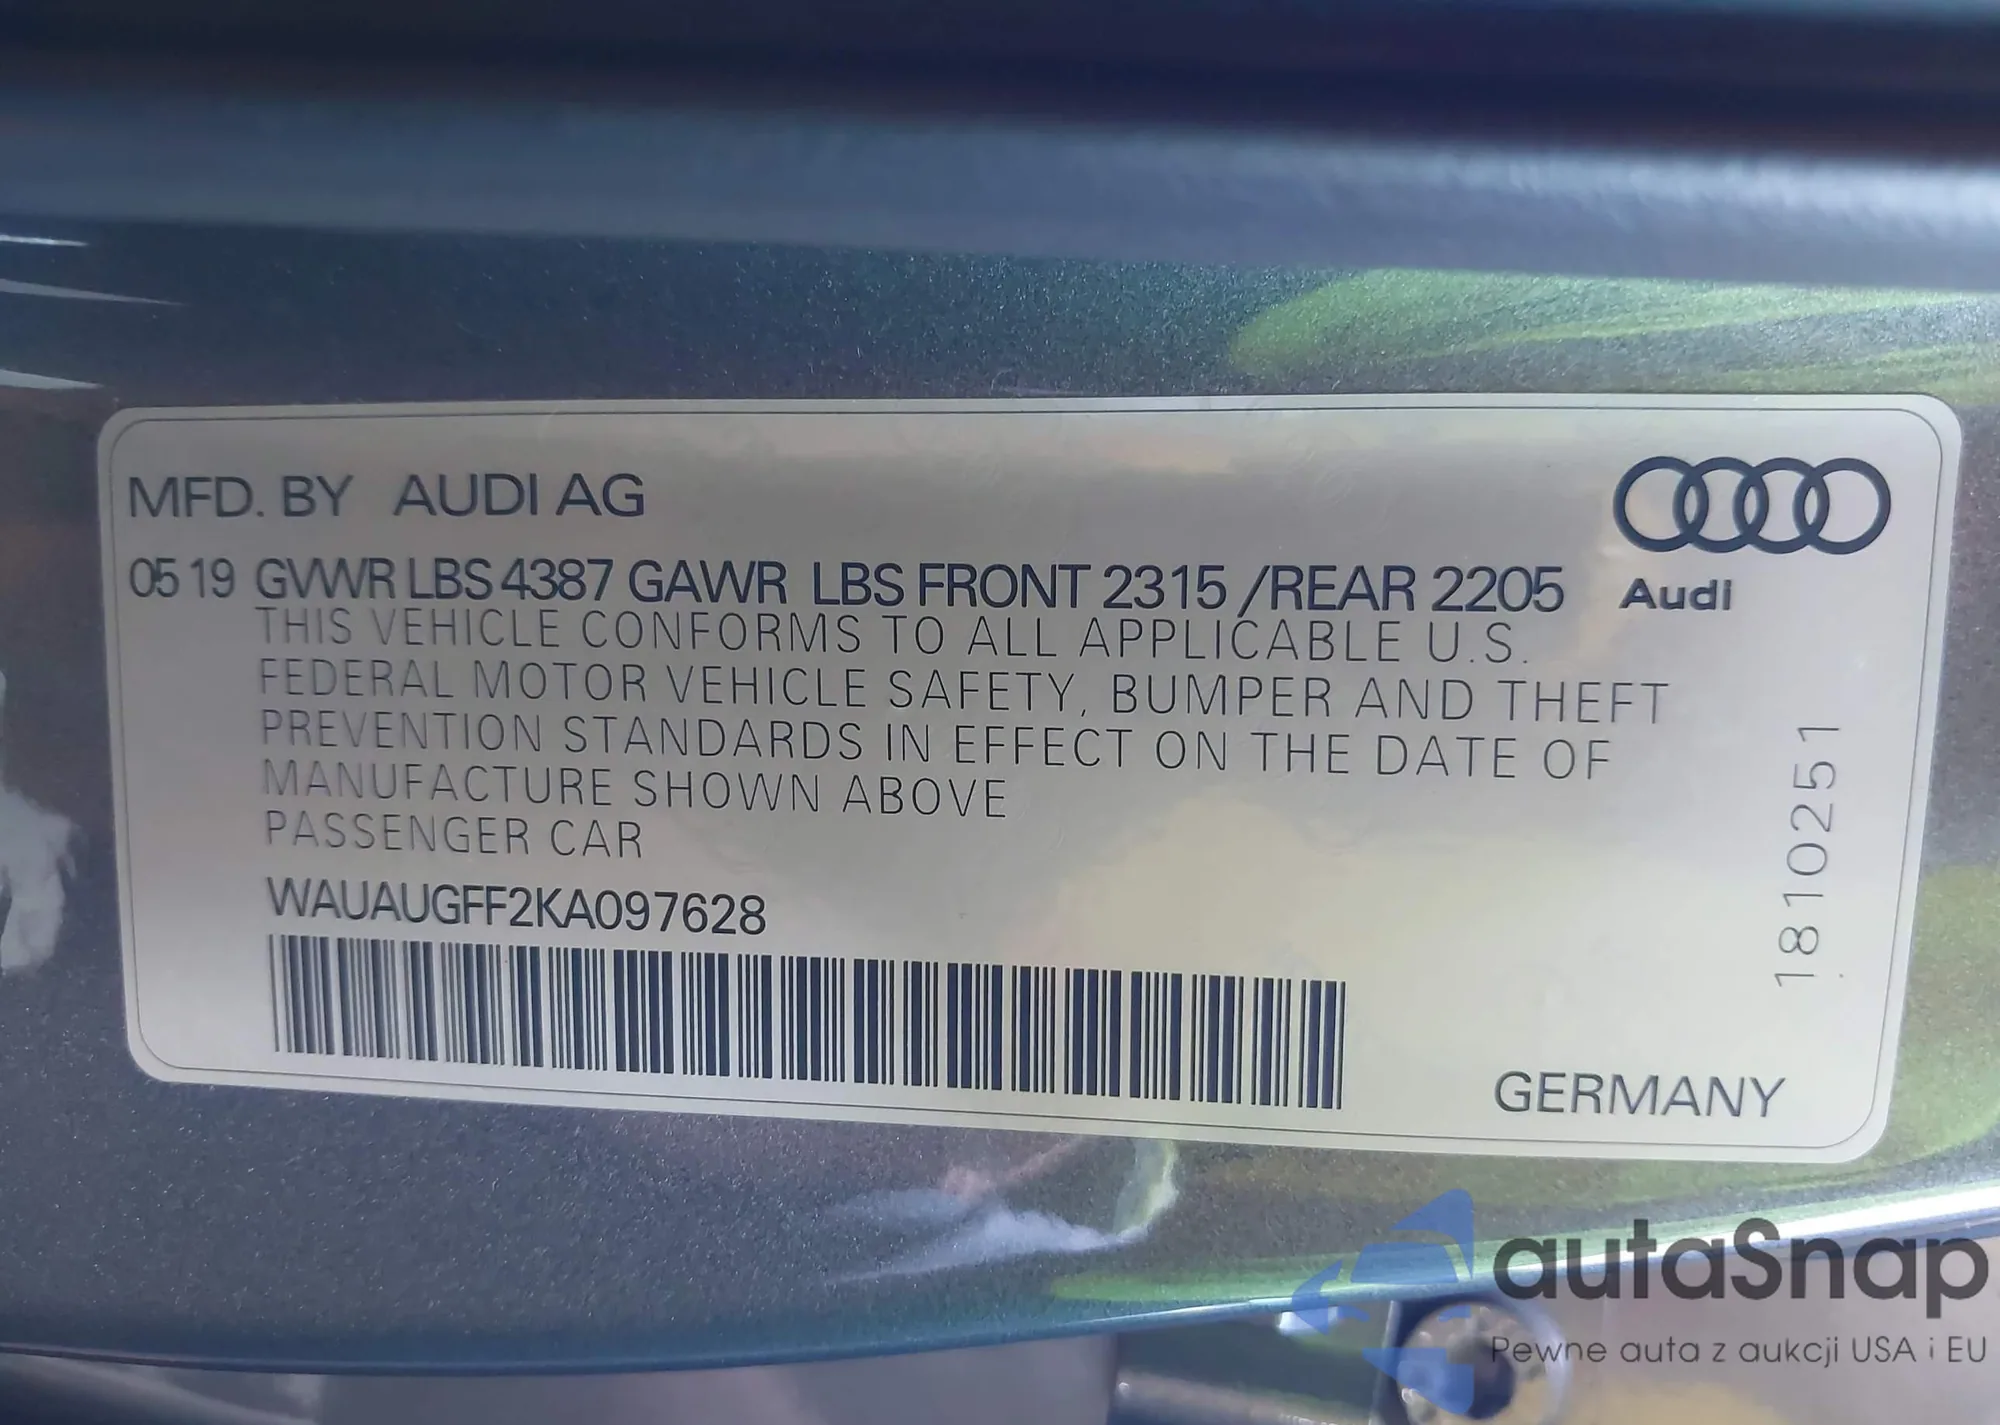 MFD. BY AUDI AG
05 19 GVWR LBS 4387 GAWR LBS FRONT 2315 /REAR 2205
Audi
THIS VEHICLE CONFORMS TO ALL APPLICABLE U.S.
FEDERAL MOTOR VEHICLE SAFETY, BUMPER AND THEFT
PREVENTION STANDARDS IN EFFECT ON THE DATE OF
MANUFACTURE SHOWN ABOVE
PASSENGER CAR
WAUAUGFF2KA097628
1810251
GERMANY
autaSnap
Pewne auta z aukcji USA i EU